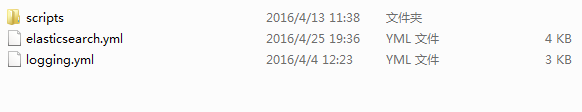 scripts 2016/4/13 11:38 文件夹
elasticsearch.yml 2016/4/25 19:36 YML 文件 4 KB
logging.yml 2016/4/4 12:23 YML 文件 3 KB